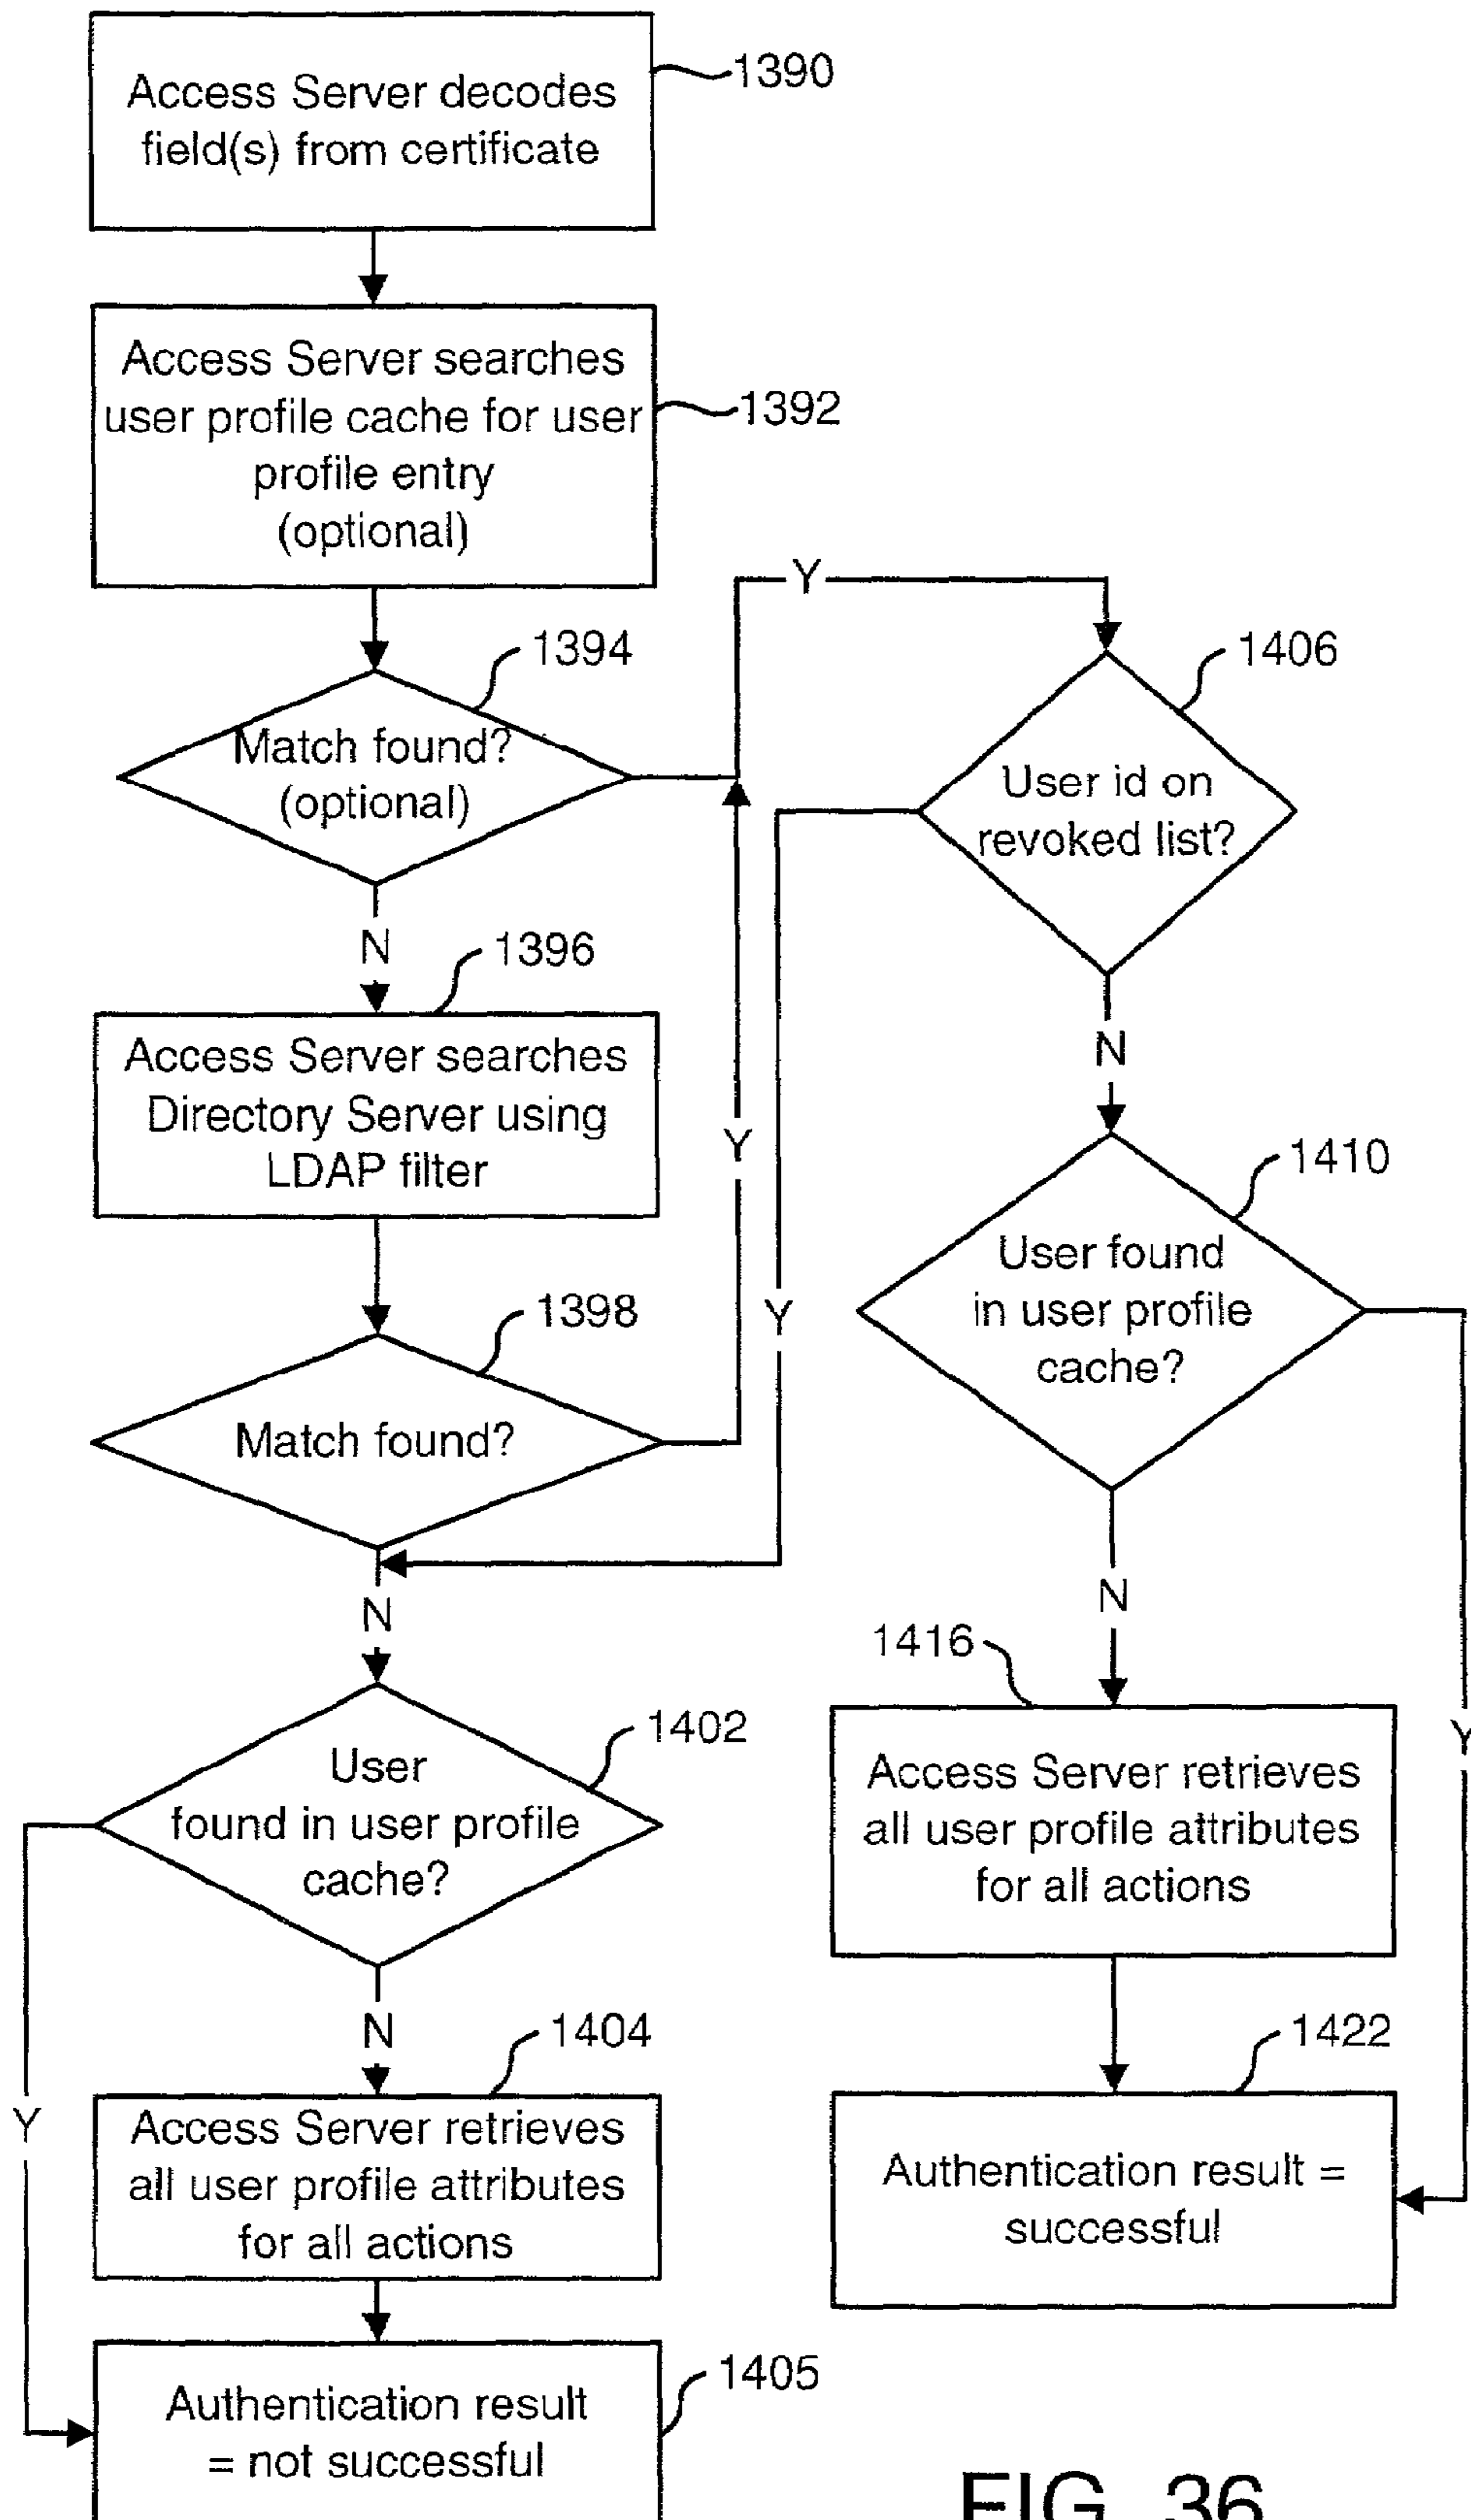 Access Server decodes
field(s) from certificate
1390
Access Server searches
user profile cache for user
profile entry
(optional)
1392
Y
1394
Match found?
(optional)
1406
User id on
revoked list?
N
1396
Access Server searches
Directory Server using
LDAP filter
Y
N
1410
User found
in user profile
cache?
Y
1398
Match found?
N
N
1402
User
found in user profile
cache?
1416
Access Server retrieves
all user profile attributes
for all actions
Y
N
1404
Access Server retrieves
all user profile attributes
for all actions
Y
1422
Authentication result =
successful
1405
Authentication result
= not successful
FIG. 36